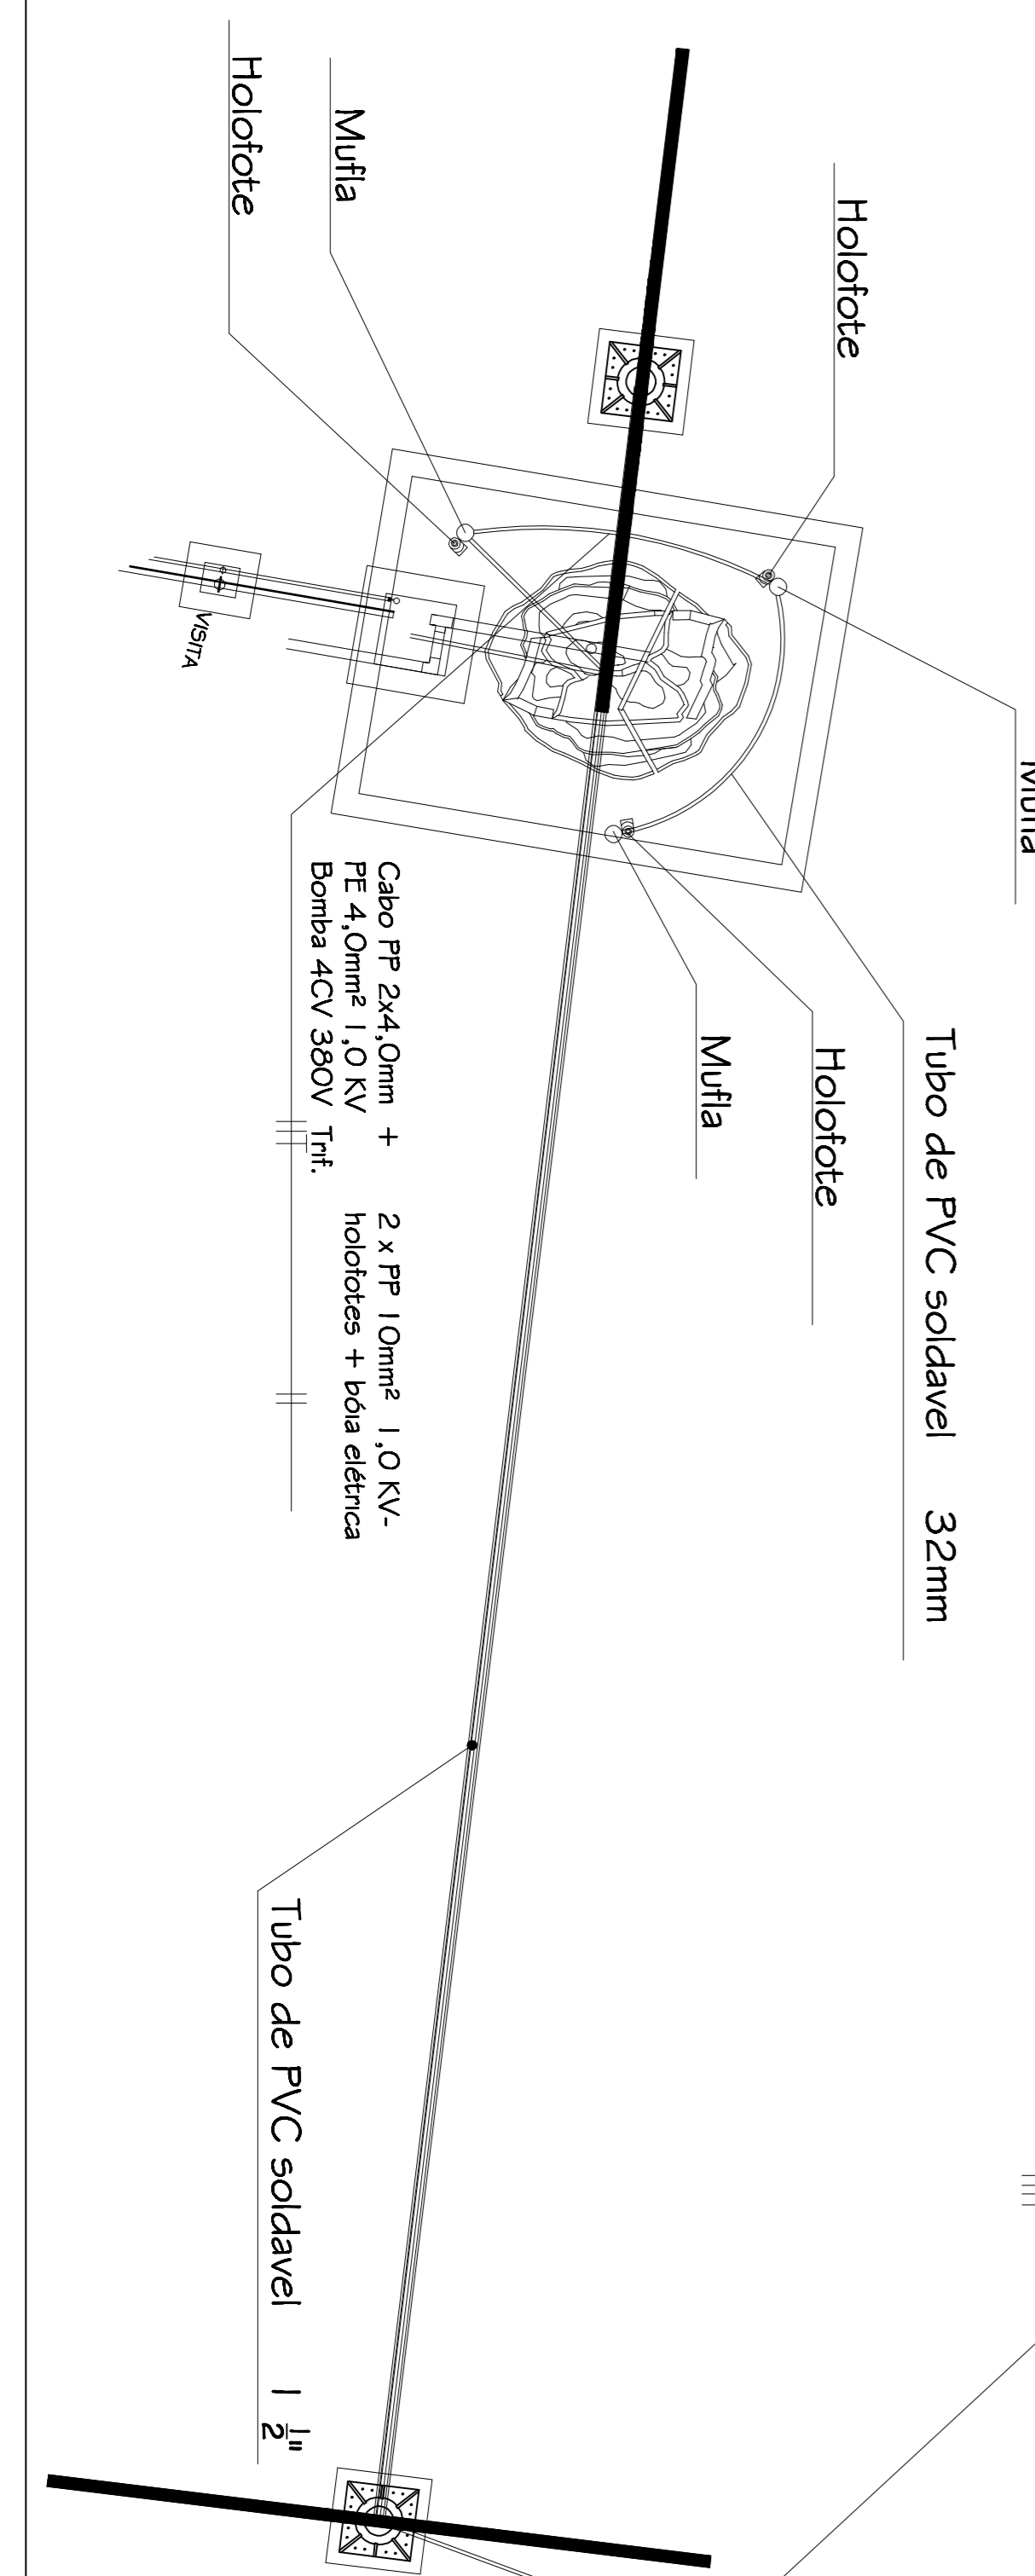 Mufla
Holofote
Tubo de PVC soldavel 32mm
Holofote
Mufla
Mufla
Holofote
Cabo PP 2x4,0mm +
PE 4,0mm² 1,0 KV
Bomba 4CV 380V Trif.
2 x PP 10mm² 1,0 KV-
holofotes + bóia elétrica
Tubo de PVC soldavel 1 1/2"
VISITA